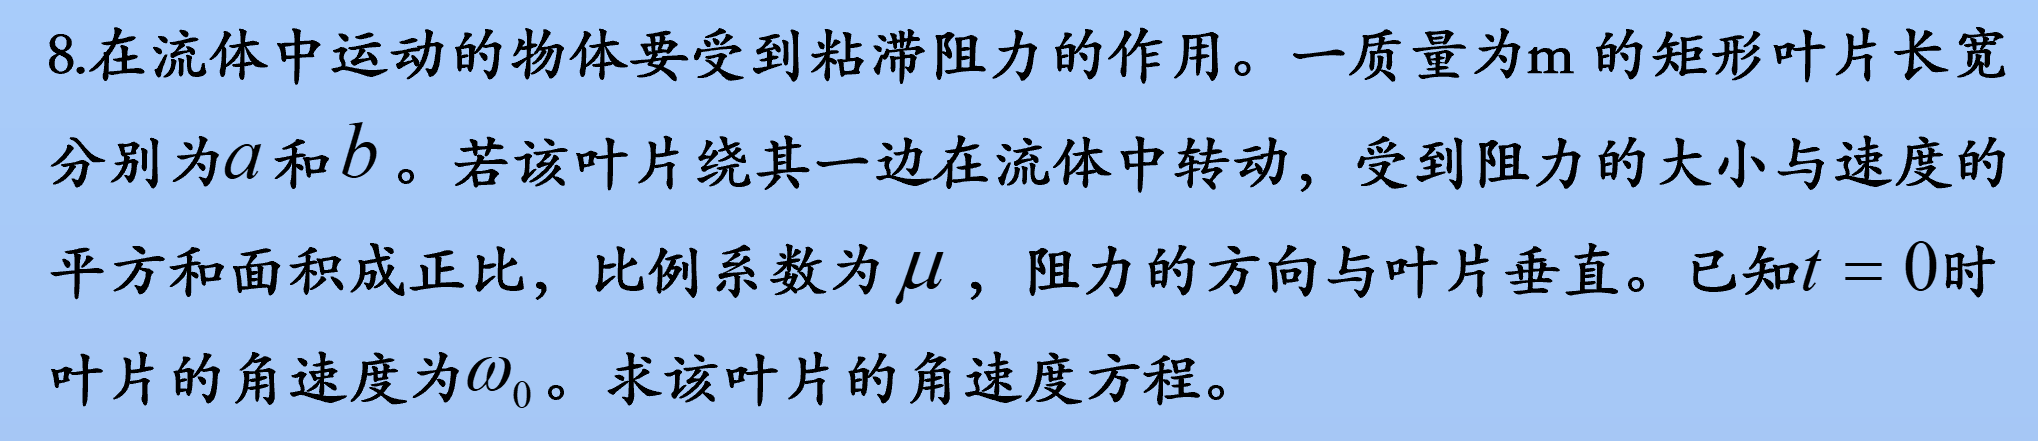 8.在流体中运动的物体要受到粘滞阻力的作用。一质量为m 的矩形叶片长宽
分别为a和b。若该叶片绕其一边在流体中转动，受到阻力的大小与速度的
平方和面积成正比，比例系数为μ，阻力的方向与叶片垂直。已知t = 0时
叶片的角速度为ω₀。求该叶片的角速度方程。